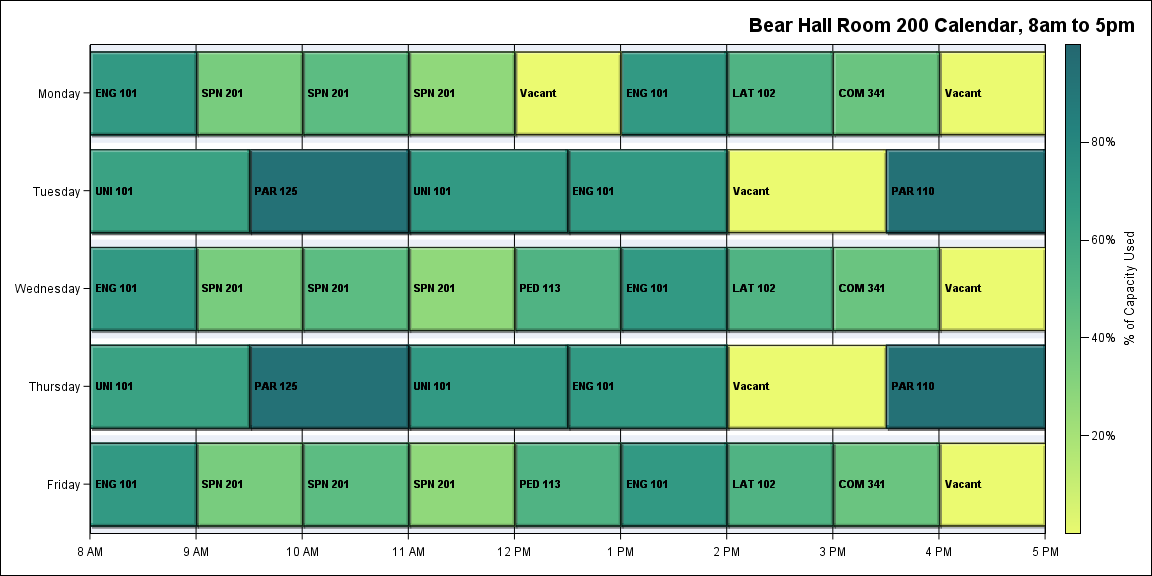 Bear Hall Room 200 Calendar, 8am to 5pm
Monday ENG 101 SPN 201 SPN 201 SPN 201 Vacant ENG 101 LAT 102 COM 341 Vacant
80%
Tuesday UNI 101 PAR 125 UNI 101 ENG 101 Vacant PAR 110
60%
% of Capacity Used
Wednesday ENG 101 SPN 201 SPN 201 SPN 201 PED 113 ENG 101 LAT 102 COM 341 Vacant
40%
Thursday UNI 101 PAR 125 UNI 101 ENG 101 Vacant PAR 110
20%
Friday ENG 101 SPN 201 SPN 201 SPN 201 PED 113 ENG 101 LAT 102 COM 341 Vacant
8 AM 9 AM 10 AM 11 AM 12 PM 1 PM 2 PM 3 PM 4 PM 5 PM